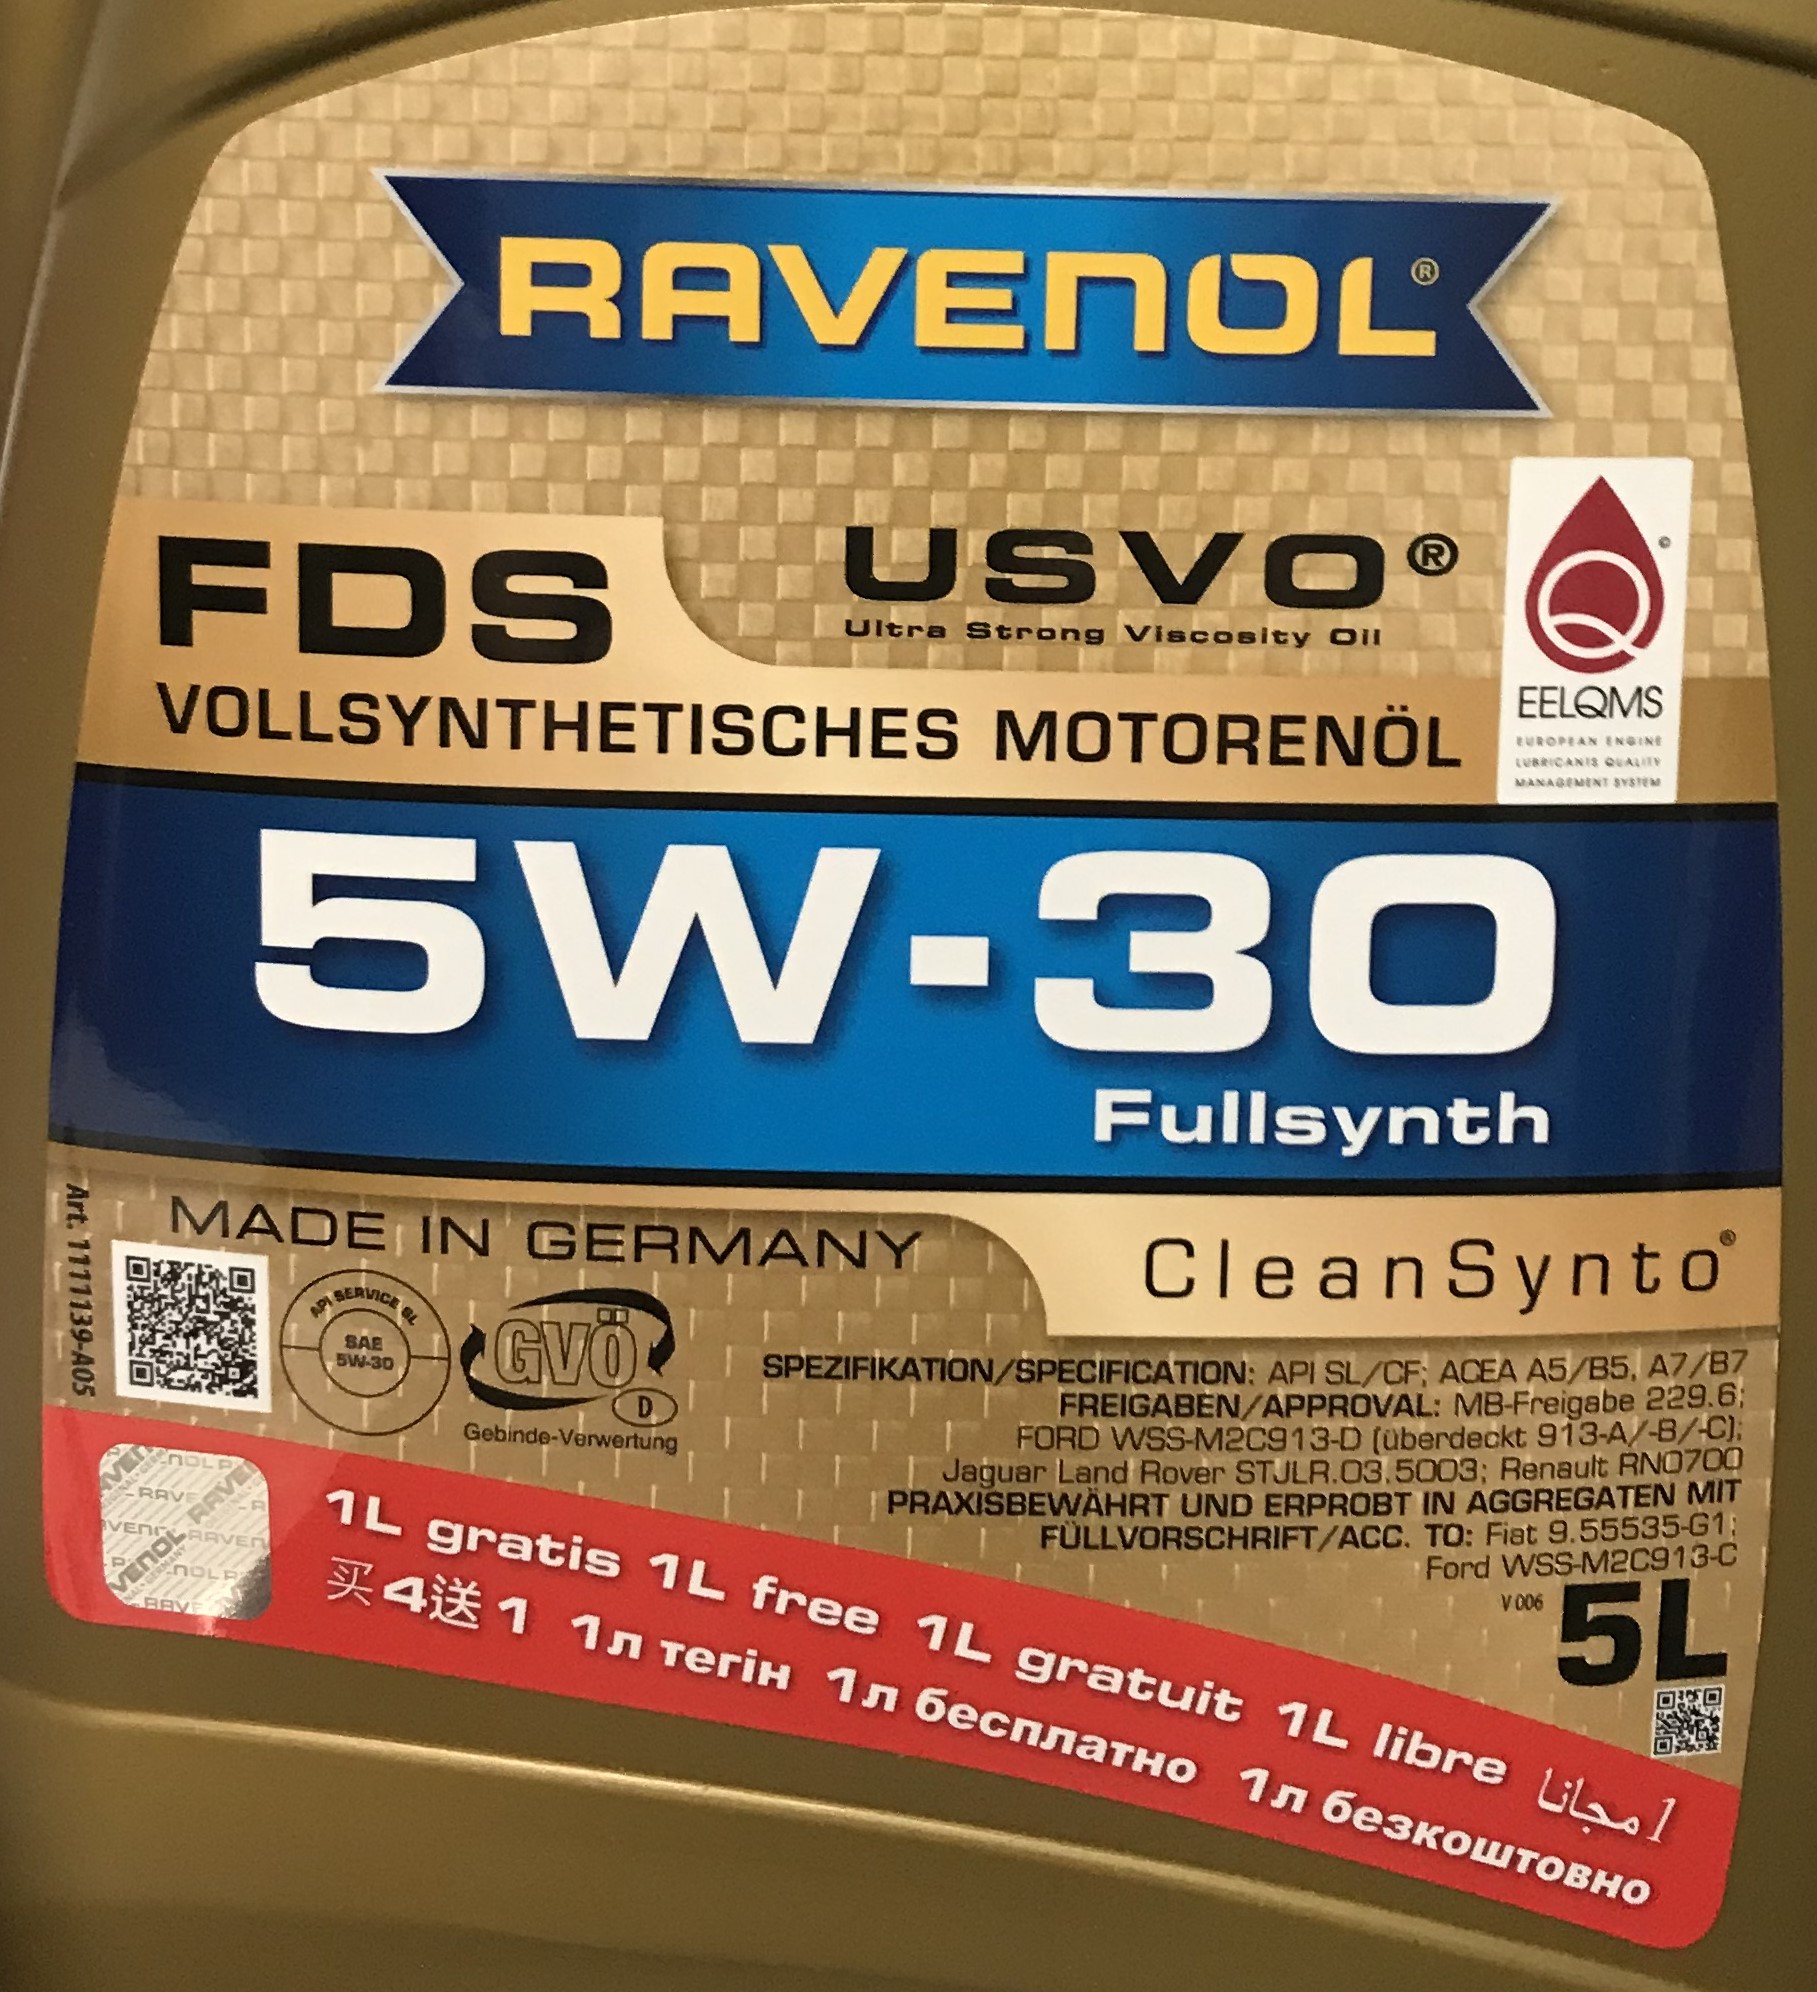 RAVENOL®
FDS
USVO®
Ultra Strong Viscosity Oil
©
EELQMS
EUROPEAN ENGINE
LUBRICANTS QUALITY
MANAGEMENT SYSTEM
VOLLSYNTHETISCHES MOTORENÖL
5W-30
Fullsynth
MADE IN GERMANY
CleanSynto®
Art. 1111139-A05
API SERVICE SL
SAE
5W-30
GVÖ
D
Gebinde-Verwertung
SPEZIFIKATION/SPECIFICATION: API SL/CF; ACEA A5/B5, A7/B7
FREIGABEN/APPROVAL: MB-Freigabe 229.6;
FORD WSS-M2C913-D (überdeckt 913-A/-B/-C);
Jaguar Land Rover STJLR.03.5003; Renault RN0700
PRAXISBEWÄHRT UND ERPROBT IN AGGREGATEN MIT
FÜLLVORSCHRIFT/ACC. TO: Fiat 9.55535-G1;
Ford WSS-M2C913-C
V 006
5L
1L gratis 1L free 1L gratuit 1L libre 1 مجانا
买4送1 1л тегін 1л бесплатно 1л безкоштовно
RAVENOL